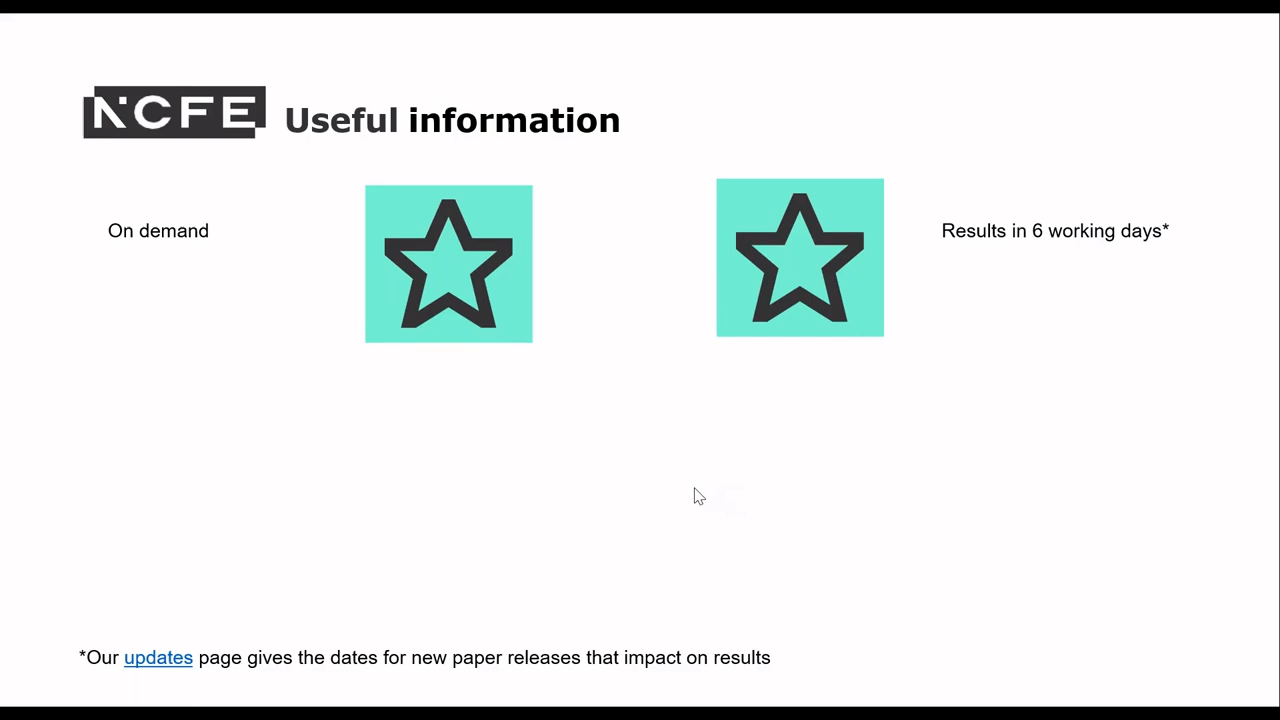 NCFE Useful information
On demand
Results in 6 working days*
*Our updates page gives the dates for new paper releases that impact on results